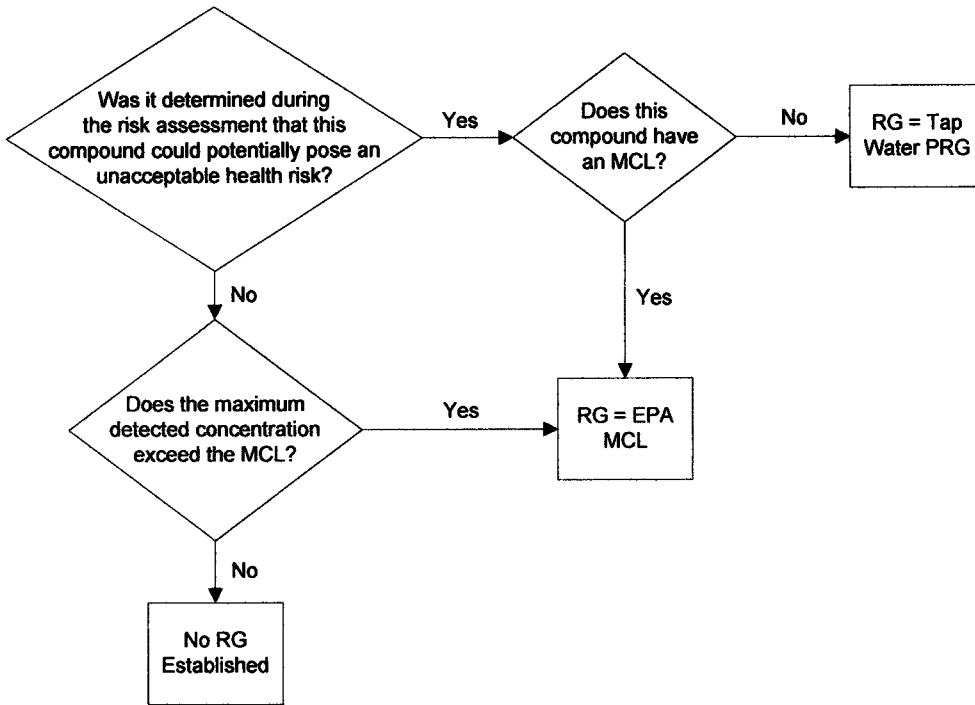 Was it determined during
the risk assessment that this
compound could potentially pose an
unacceptable health risk?
Yes
Does this
compound have
an MCL?
No
RG = Tap
Water PRG
No
Yes
Does the maximum
detected concentration
exceed the MCL?
Yes
RG = EPA
MCL
No
No RG
Established